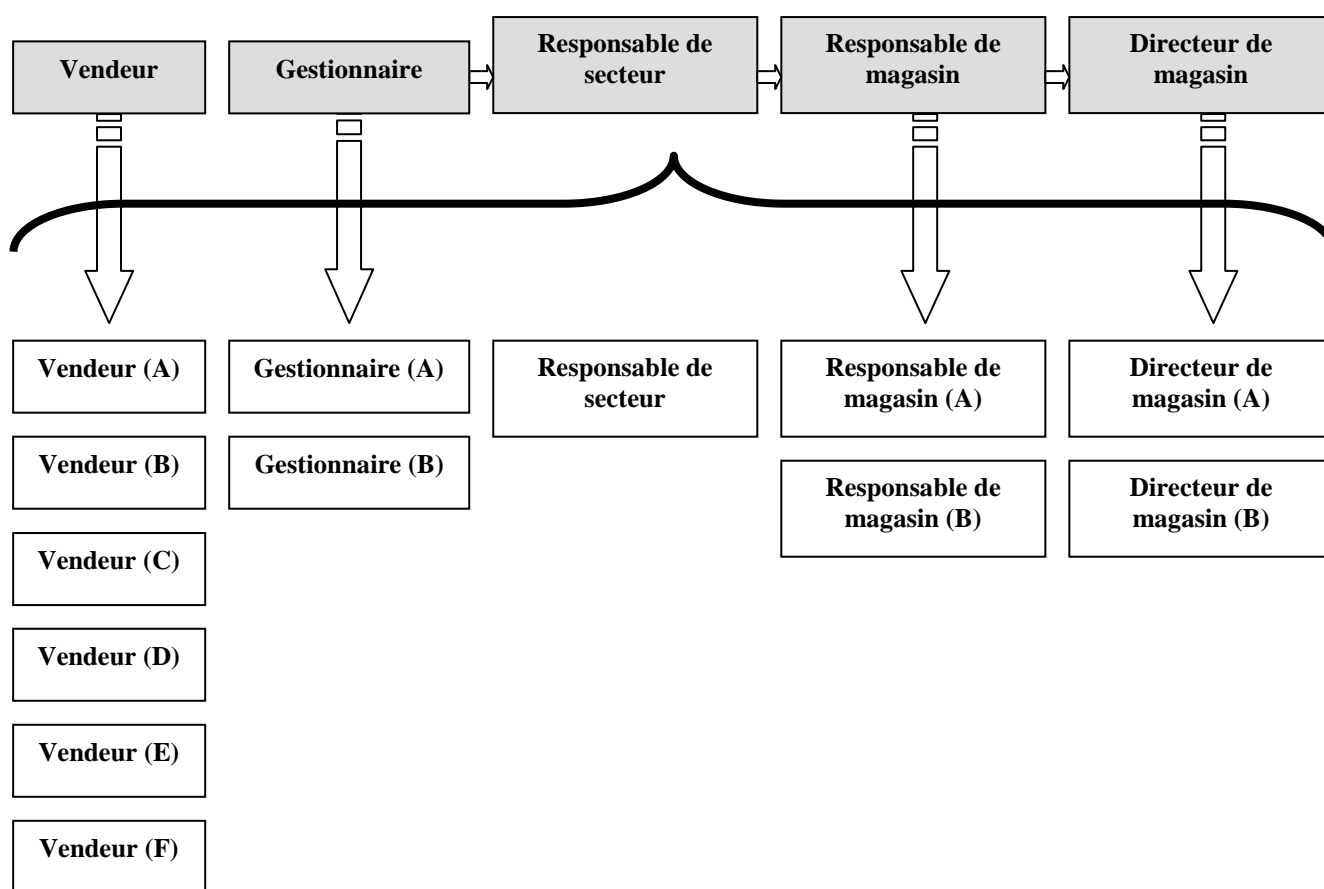 Vendeur
Gestionnaire
Responsable de
secteur
Responsable de
magasin
Directeur de
magasin
Vendeur (A)
Gestionnaire (A)
Responsable de
secteur
Responsable de
magasin (A)
Directeur de
magasin (A)
Vendeur (B)
Gestionnaire (B)
Responsable de
magasin (B)
Directeur de
magasin (B)
Vendeur (C)
Vendeur (D)
Vendeur (E)
Vendeur (F)